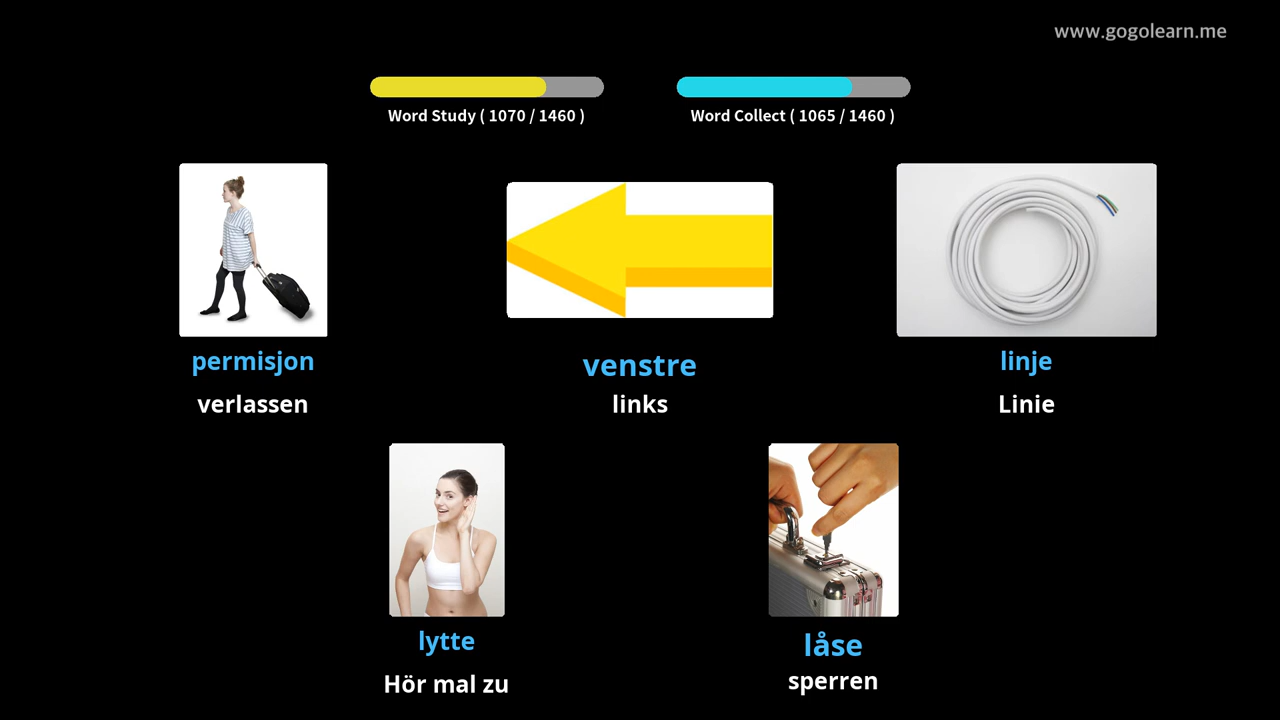 www.gogolearn.me
Word Study ( 1070 / 1460 )
Word Collect ( 1065 / 1460 )
permisjon
verlassen
venstre
links
linje
Linie
lytte
Hör mal zu
låse
sperren